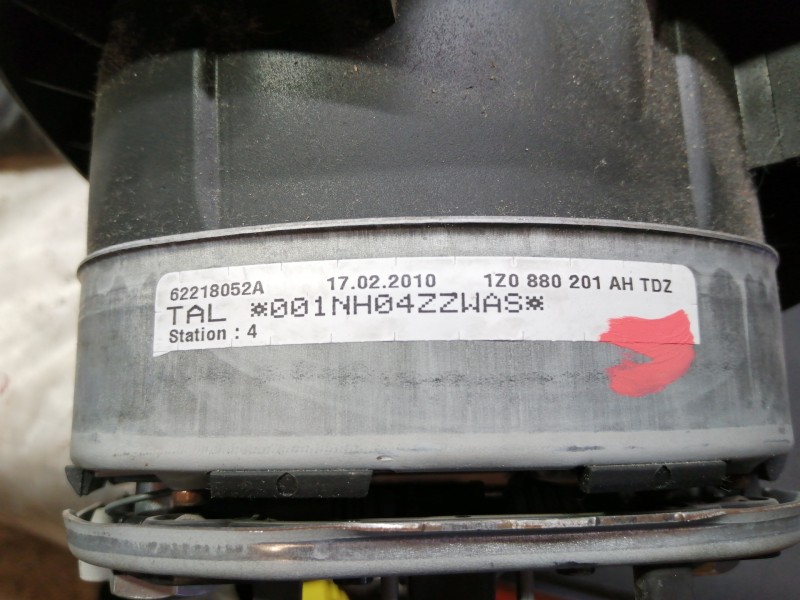 62218052A 17.02.2010 1Z0 880 201 AH TDZ
TAL *001NH04ZZWAS*
Station : 4